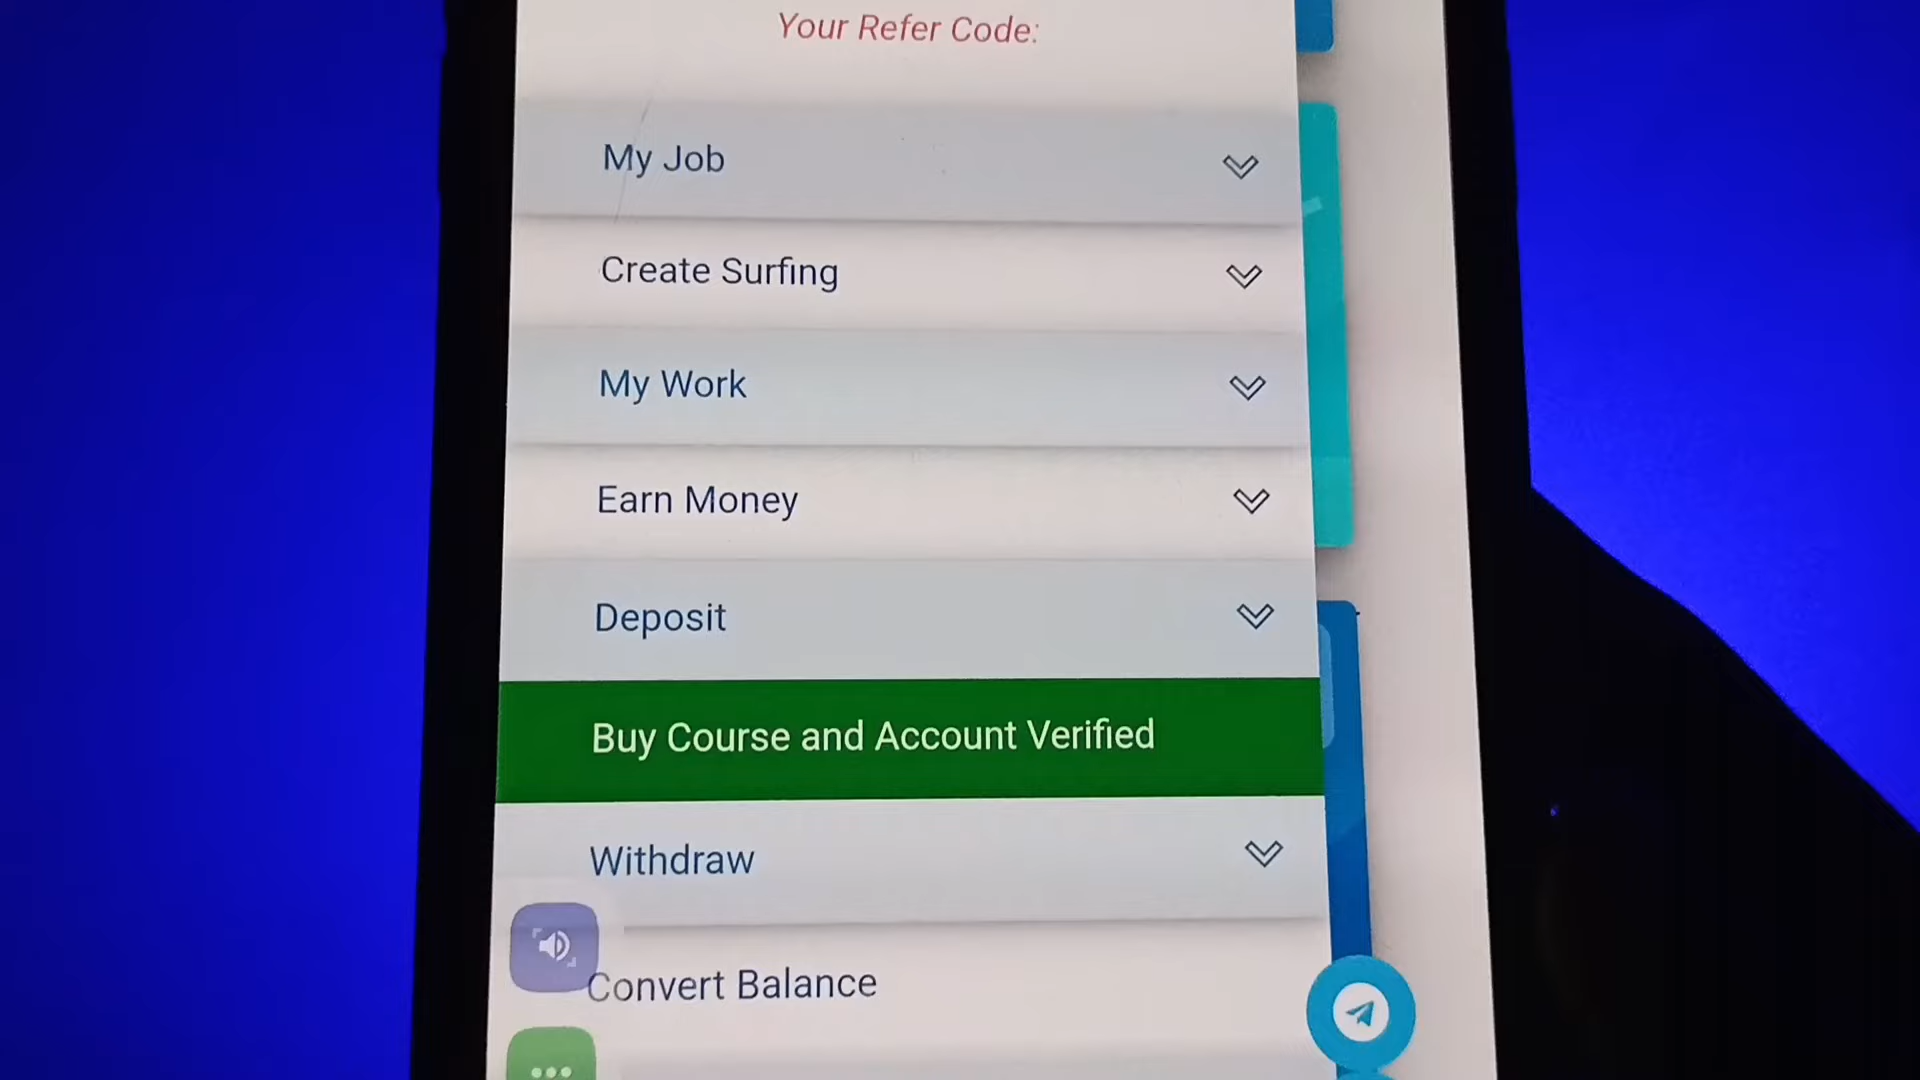 Your Refer Code:
My Job
Create Surfing
My Work
Earn Money
Deposit
Buy Course and Account Verified
Withdraw
Convert Balance